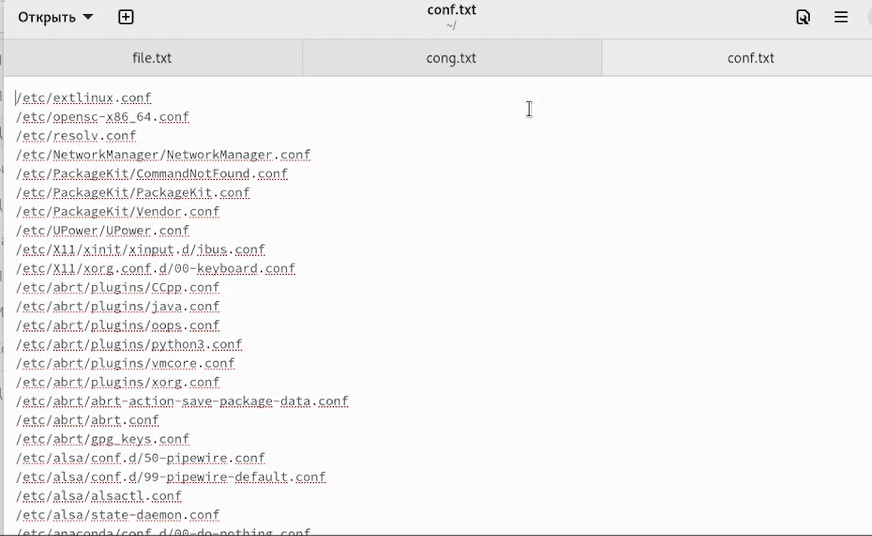 Открыть
conf.txt
~/
file.txt
cong.txt
conf.txt
/etc/extlinux.conf
/etc/opensc-x86_64.conf
/etc/resolv.conf
/etc/NetworkManager/NetworkManager.conf
/etc/PackageKit/CommandNotFound.conf
/etc/PackageKit/PackageKit.conf
/etc/PackageKit/Vendor.conf
/etc/UPower/UPower.conf
/etc/X11/xinit/xinput.d/ibus.conf
/etc/X11/xorg.conf.d/00-keyboard.conf
/etc/abrt/plugins/CCpp.conf
/etc/abrt/plugins/java.conf
/etc/abrt/plugins/oops.conf
/etc/abrt/plugins/python3.conf
/etc/abrt/plugins/vmcore.conf
/etc/abrt/plugins/xorg.conf
/etc/abrt/abrt-action-save-package-data.conf
/etc/abrt/abrt.conf
/etc/abrt/gpg_keys.conf
/etc/alsa/conf.d/50-pipewire.conf
/etc/alsa/conf.d/99-pipewire-default.conf
/etc/alsa/alsactl.conf
/etc/alsa/state-daemon.conf
/etc/anaconda/conf.d/00-do-nothing.conf